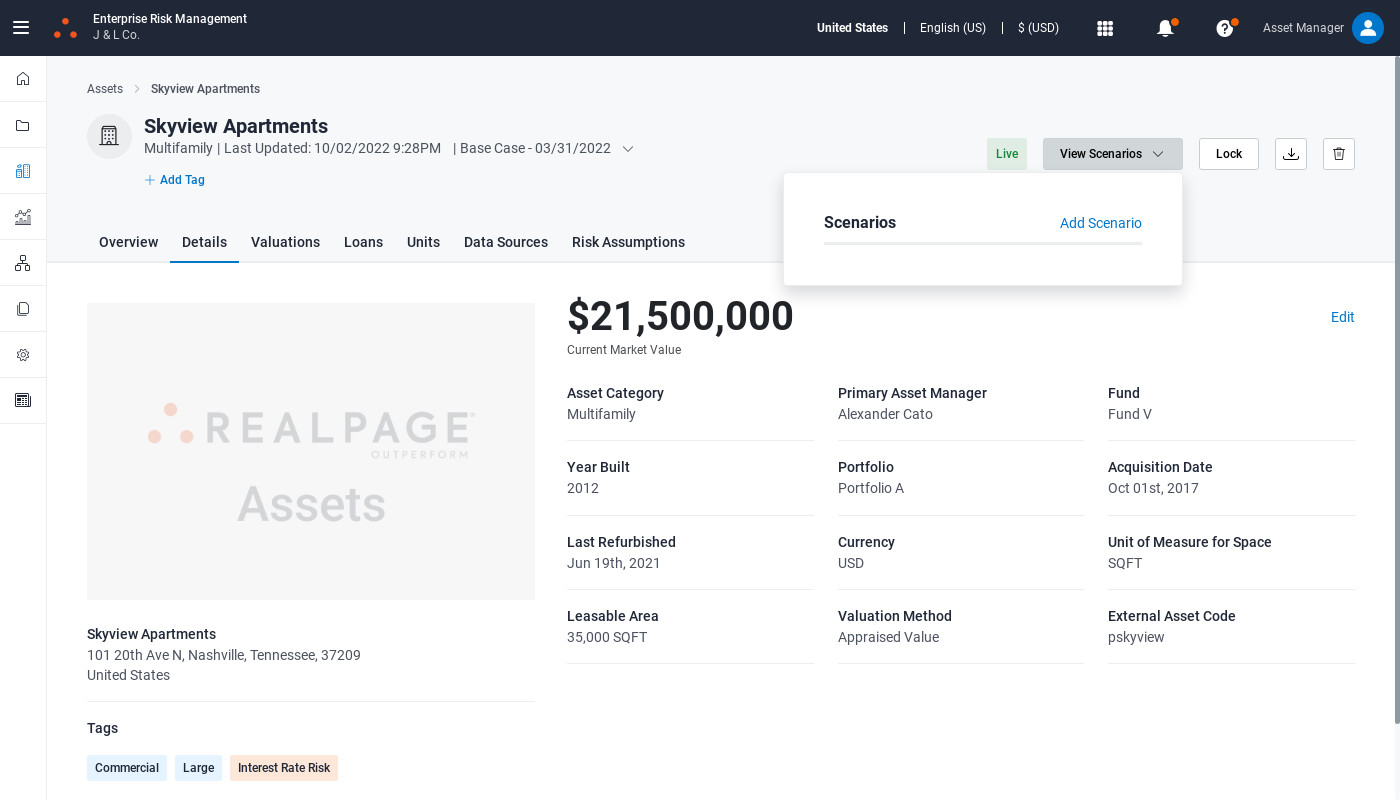 Enterprise Risk Management
J & L Co.
United States | English (US) | $ (USD)
Asset Manager
Assets > Skyview Apartments
Skyview Apartments
Multifamily | Last Updated: 10/02/2022 9:28PM | Base Case - 03/31/2022
+ Add Tag
Live
View Scenarios
Lock
Scenarios
Add Scenario
Overview
Details
Valuations
Loans
Units
Data Sources
Risk Assumptions
REALPAGE®
OUTPERFORM
Assets
Skyview Apartments
101 20th Ave N, Nashville, Tennessee, 37209
United States
Tags
Commercial
Large
Interest Rate Risk
$21,500,000
Current Market Value
Edit
Asset Category
Multifamily
Primary Asset Manager
Alexander Cato
Fund
Fund V
Year Built
2012
Portfolio
Portfolio A
Acquisition Date
Oct 01st, 2017
Last Refurbished
Jun 19th, 2021
Currency
USD
Unit of Measure for Space
SQFT
Leasable Area
35,000 SQFT
Valuation Method
Appraised Value
External Asset Code
pskyview